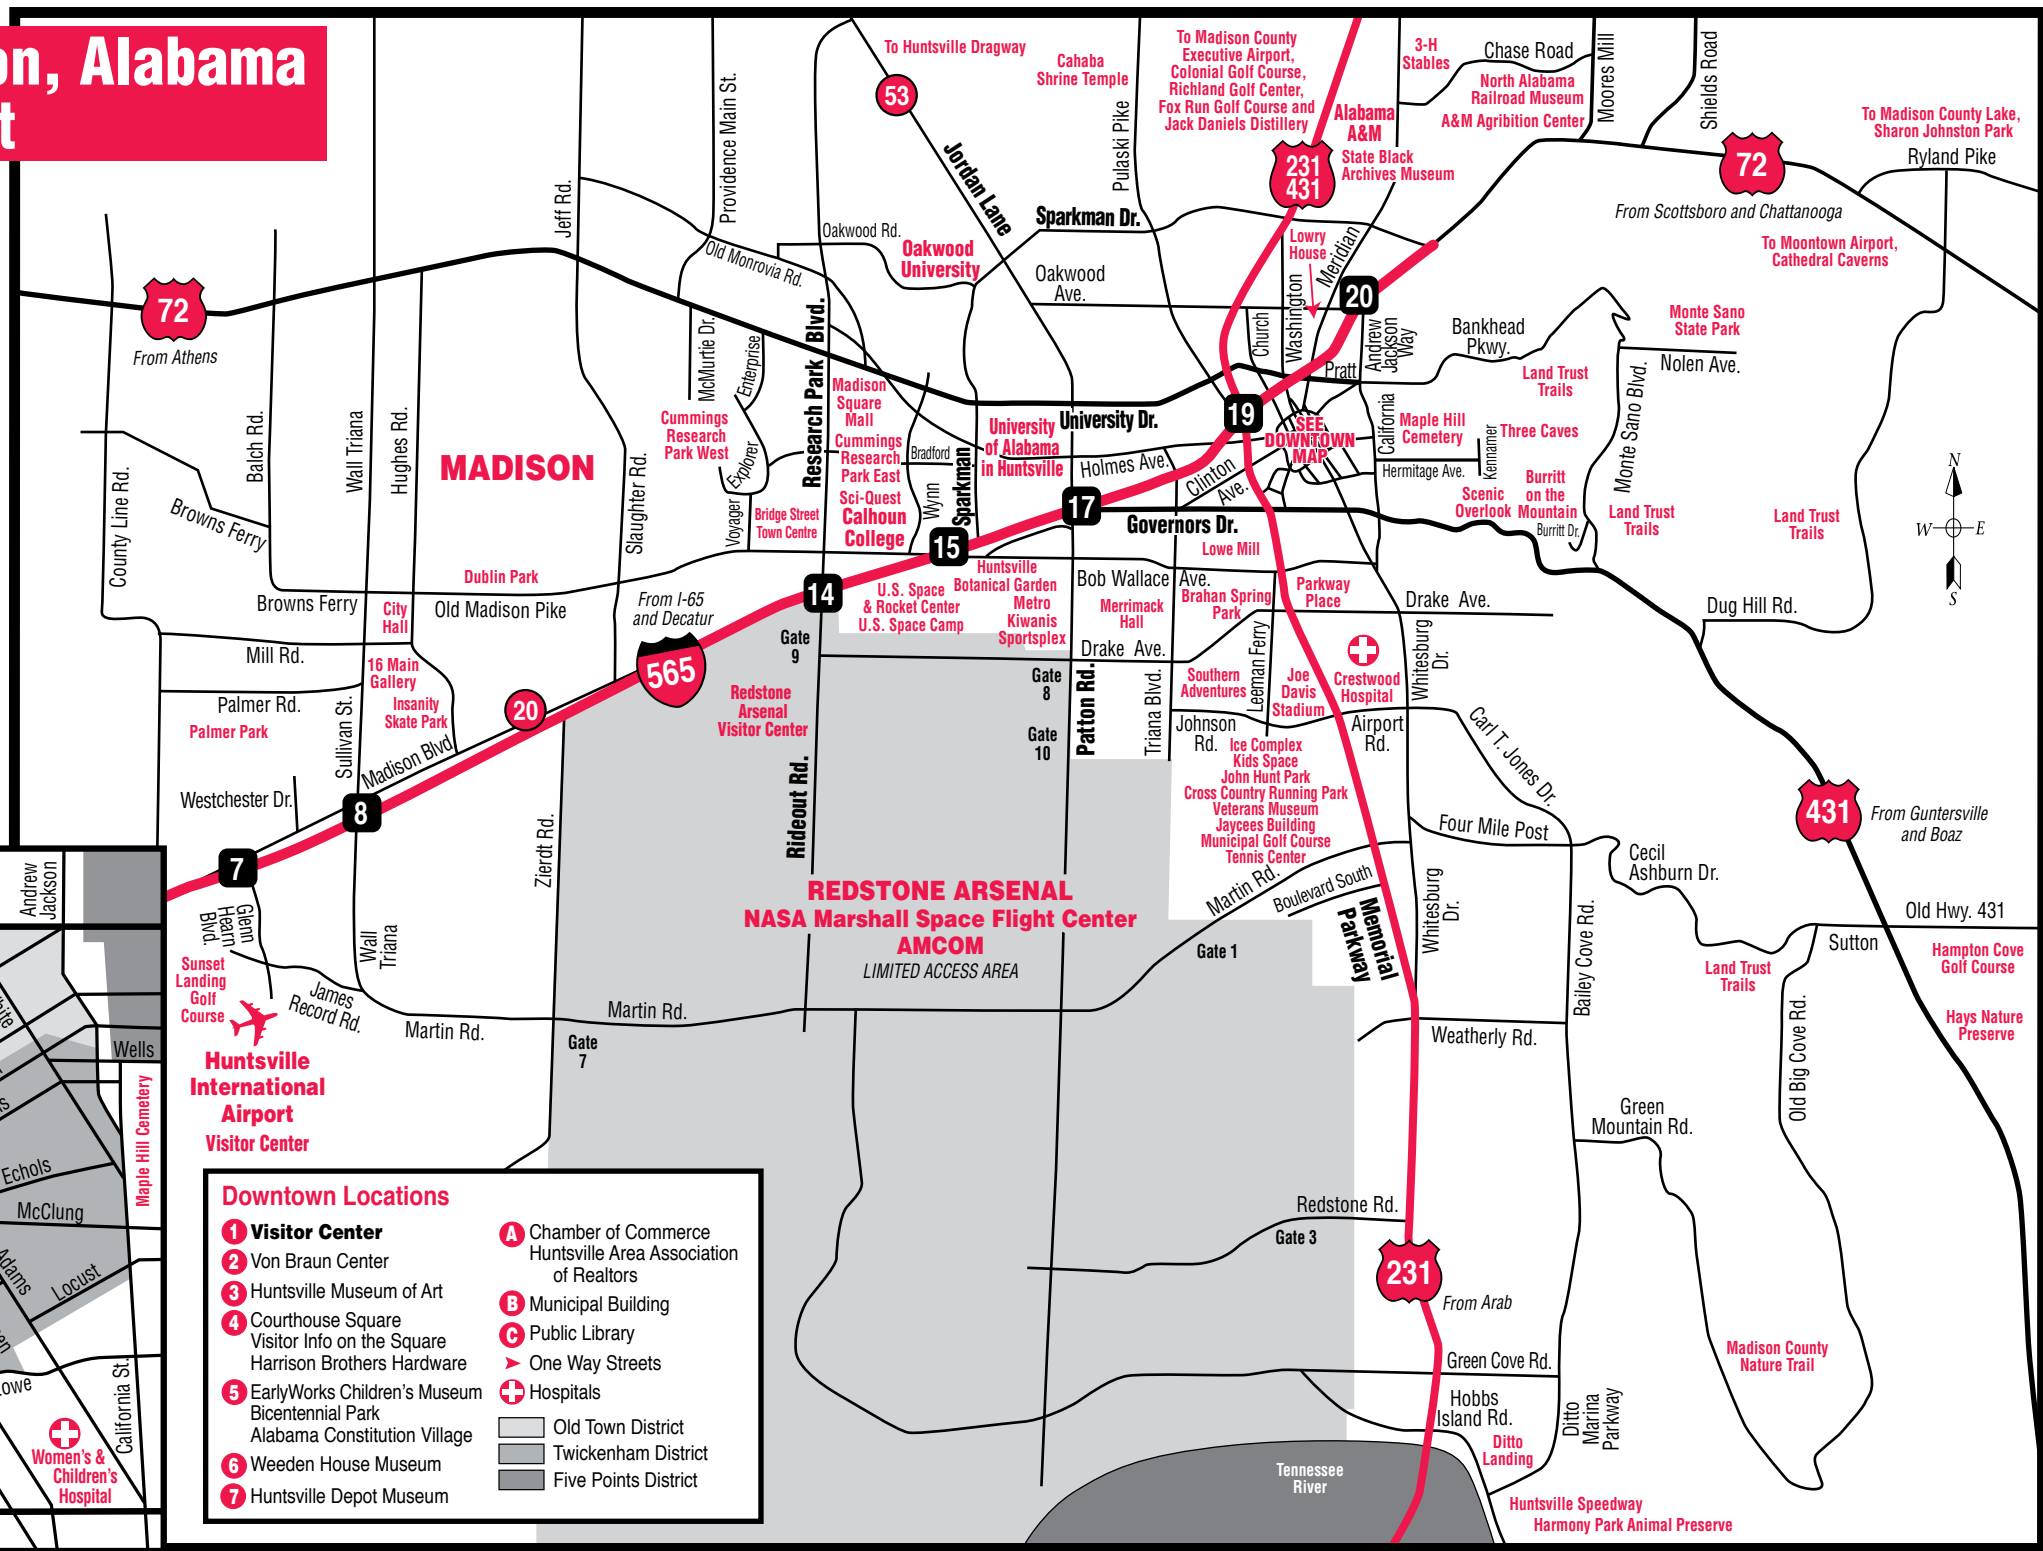 on, Alabama
t
To Huntsville Dragway
Cahaba
Shrine Temple
To Madison County
Executive Airport,
Colonial Golf Course,
Richland Golf Center,
Fox Run Golf Course and
Jack Daniels Distillery
3-H
Stables
Chase Road
North Alabama
Railroad Museum
A&M Agribition Center
Alabama
A&M
State Black
Archives Museum
Moores Mill
Shields Road
To Madison County Lake,
Sharon Johnston Park
Ryland Pike
72
From Scottsboro and Chattanooga
To Moontown Airport,
Cathedral Caverns
53
Jordan Lane
Pulaski Pike
231
431
Providence Main St.
Jeff Rd.
Sparkman Dr.
Oakwood Rd.
Oakwood
University
Old Monrovia Rd.
Oakwood
Ave.
Lowry
House
Meridian
Washington
Church
20
Andrew
Jackson
Way
Bankhead
Pkwy.
Monte Sano
State Park
Nolen Ave.
72
From Athens
McMurtie Dr.
Enterprise
Research Park Blvd.
Pratt
Land Trust
Trails
Monte Sano Blvd.
Madison
Square
Mall
Cummings
Research
Park West
Cummings
Research
Park East
Bradford
University
of Alabama
in Huntsville
University Dr.
19
SEE
DOWNTOWN
MAP
California
Maple Hill
Cemetery
Kennamer
Three Caves
Hermitage Ave.
Balch Rd.
Wall Triana
Hughes Rd.
MADISON
Explorer
Voyager
Holmes Ave.
Clinton
Ave.
Sci-Quest
Calhoun
College
Wynn
Sparkman
Bridge Street
Town Centre
17
Governors Dr.
Scenic
Overlook
Burritt
on the
Mountain
Burritt Dr.
Land Trust
Trails
Land Trust
Trails
N
W
E
S
County Line Rd.
Browns Ferry
Slaughter Rd.
15
Lowe Mill
14
Dublin Park
Browns Ferry
City
Hall
Old Madison Pike
From I-65
and Decatur
U.S. Space
& Rocket Center
U.S. Space Camp
Huntsville
Botanical Garden
Metro
Kiwanis
Sportsplex
Bob Wallace Ave.
Merrimack
Hall
Brahan Spring
Park
Parkway
Place
Drake Ave.
Dug Hill Rd.
Gate
9
Mill Rd.
16 Main
Gallery
565
Drake Ave.
Leeman Ferry
Whitesburg
Dr.
Crestwood
Hospital
Palmer Rd.
Palmer Park
Insanity
Skate Park
Sullivan St.
20
Redstone
Arsenal
Visitor Center
Gate
8
Gate
10
Patton Rd.
Triana Blvd.
Southern
Adventures
Joe
Davis
Stadium
Johnson
Rd.
Airport
Rd.
Carl T. Jones Dr.
Madison Blvd.
Westchester Dr.
8
Rideout Rd.
Ice Complex
Kids Space
John Hunt Park
Cross Country Running Park
Veterans Museum
Jaycees Building
Municipal Golf Course
Tennis Center
Four Mile Post
431
From Guntersville
and Boaz
Cecil
Ashburn Dr.
7
Zierdt Rd.
Andrew
Jackson
Glenn
Hearn
Blvd.
Wall
Triana
REDSTONE ARSENAL
NASA Marshall Space Flight Center
AMCOM
LIMITED ACCESS AREA
Martin Rd.
Boulevard South
Gate 1
Memorial
Parkway
Whitesburg
Dr.
Bailey Cove Rd.
Old Hwy. 431
Sutton
Hampton Cove
Golf Course
Land Trust
Trails
Sunset
Landing
Golf
Course
James
Record Rd.
Martin Rd.
Martin Rd.
Gate
7
Weatherly Rd.
Old Big Cove Rd.
Hays Nature
Preserve
Huntsville
International
Airport
Visitor Center
Wells
Maple Hill Cemetery
Echols
McClung
Adams
Locust
California St.
Women's &
Children's
Hospital
Green
Mountain Rd.
Redstone Rd.
Gate 3
231
From Arab
Green Cove Rd.
Madison County
Nature Trail
Hobbs
Island Rd.
Ditto
Marina
Parkway
Ditto
Landing
Tennessee
River
Huntsville Speedway
Harmony Park Animal Preserve
Downtown Locations
1 Visitor Center
2 Von Braun Center
3 Huntsville Museum of Art
4 Courthouse Square
Visitor Info on the Square
Harrison Brothers Hardware
5 EarlyWorks Children's Museum
Bicentennial Park
Alabama Constitution Village
6 Weeden House Museum
7 Huntsville Depot Museum
A Chamber of Commerce
Huntsville Area Association
of Realtors
B Municipal Building
C Public Library
One Way Streets
Hospitals
Old Town District
Twickenham District
Five Points District